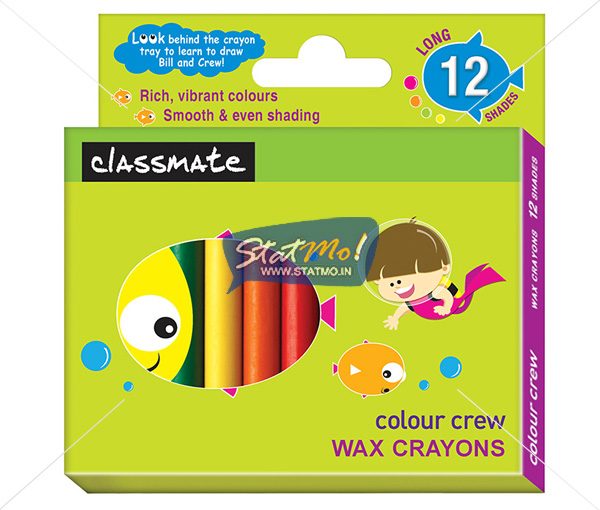 Look behind the crayon
tray to learn to draw
Bill and Crew!
Rich, vibrant colours
Smooth & even shading
LONG
12
SHADES
classmate
StatMo!
WWW.STATMO.IN
colour crew
WAX CRAYONS
colour crew WAX CRAYONS 12 SHADES